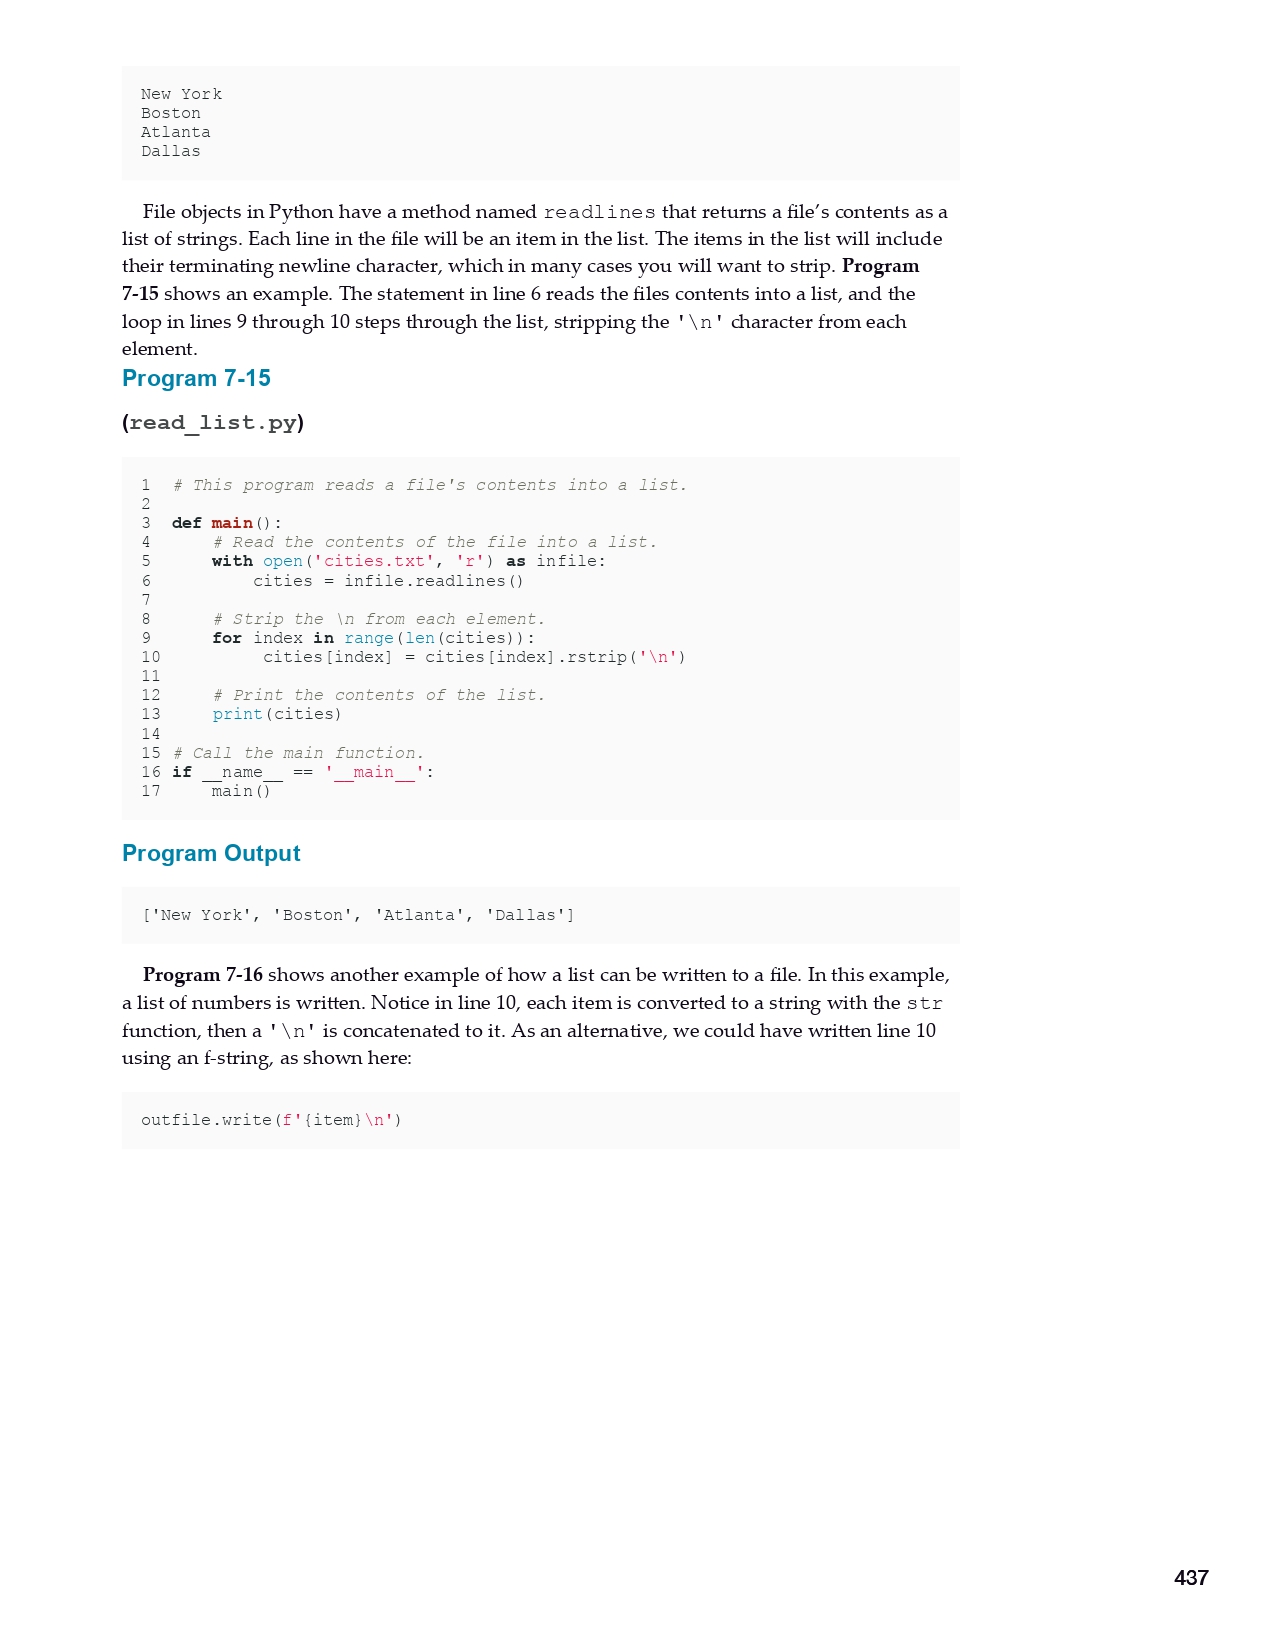 New York
Boston
Atlanta
Dallas
File objects in Python have a method named readlines that returns a file’s contents as a
list of strings. Each line in the file will be an item in the list. The items in the list will include
their terminating newline character, which in many cases you will want to strip. Program
7-15 shows an example. The statement in line 6 reads the files contents into a list, and the
loop in lines 9 through 10 steps through the list, stripping the '\n' character from each
element.
Program 7-15
(read_list.py)
1  # This program reads a file's contents into a list.
2
3  def main():
4      # Read the contents of the file into a list.
5      with open('cities.txt', 'r') as infile:
6          cities = infile.readlines()
7
8      # Strip the \n from each element.
9      for index in range(len(cities)):
10          cities[index] = cities[index].rstrip('\n')
11
12     # Print the contents of the list.
13     print(cities)
14
15 # Call the main function.
16 if __name__ == '__main__':
17     main()
Program Output
['New York', 'Boston', 'Atlanta', 'Dallas']
Program 7-16 shows another example of how a list can be written to a file. In this example,
a list of numbers is written. Notice in line 10, each item is converted to a string with the str
function, then a '\n' is concatenated to it. As an alternative, we could have written line 10
using an f-string, as shown here:
outfile.write(f'{item}\n')
437